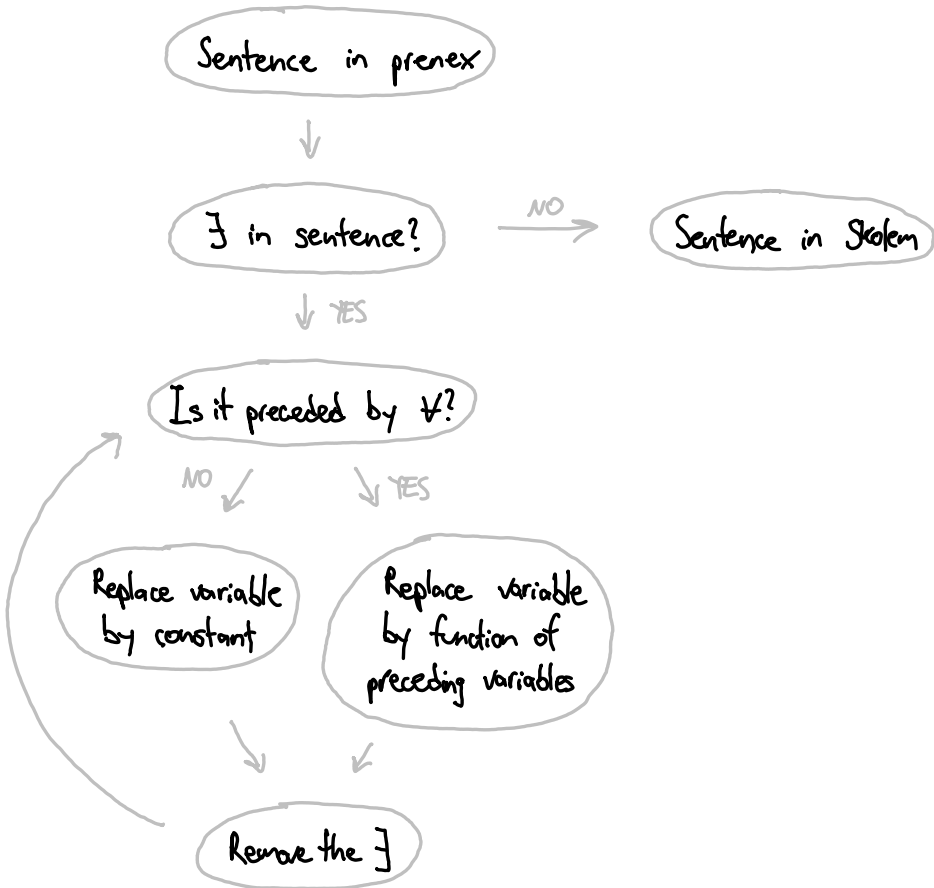 Sentence in prenex
∃ in sentence?
NO
Sentence in Skolem
YES
Is it preceded by ∀?
NO
YES
Replace variable
by constant
Replace variable
by function of
preceding variables
Remove the ∃